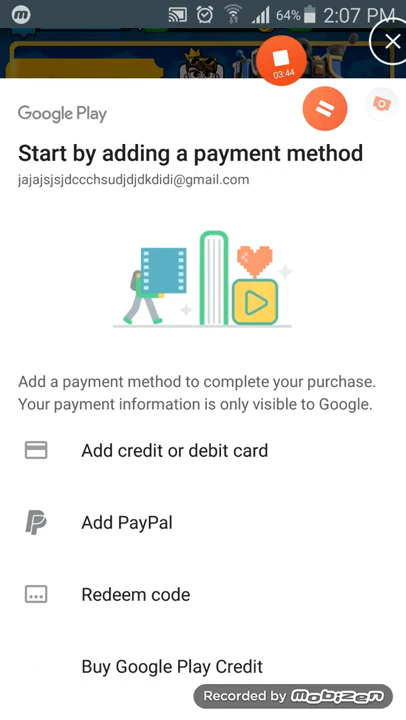 64% 2:07 PM
03:44
Google Play
Start by adding a payment method
jajajsjsjdccchsudjdjdkdidi@gmail.com
Add a payment method to complete your purchase.
Your payment information is only visible to Google.
Add credit or debit card
Add PayPal
Redeem code
Buy Google Play Credit
Recorded by mobizen